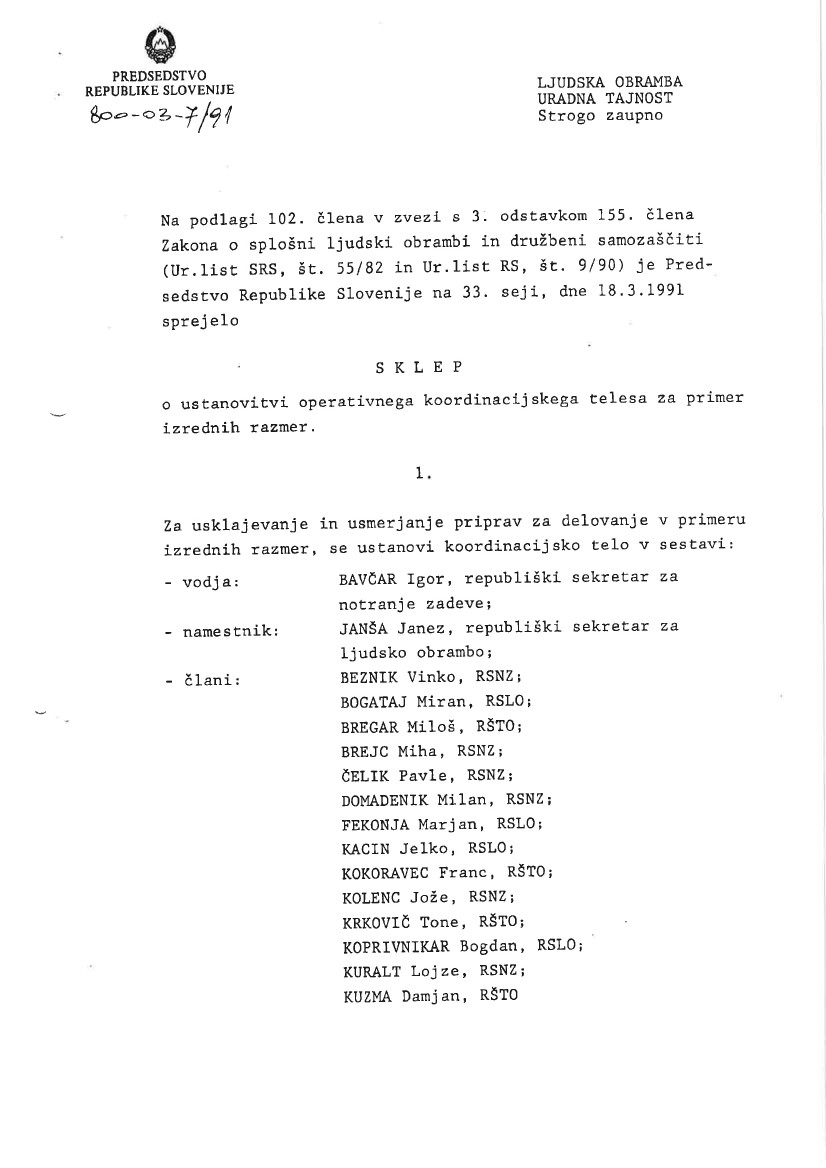 PREDSEDSTVO
REPUBLIKE SLOVENIJE
800-03-7/91
LJUDSKA OBRAMBA
URADNA TAJNOST
Strogo zaupno
Na podlagi 102. člena v zvezi s 3. odstavkom 155. člena
Zakona o splošni ljudski obrambi in družbeni samozaščiti
(Ur.list SRS, št. 55/82 in Ur.list RS, št. 9/90) je Pred-
sedstvo Republike Slovenije na 33. seji, dne 18.3.1991
sprejelo
S K L E P
o ustanovitvi operativnega koordinacijskega telesa za primer
izrednih razmer.
1.
Za usklajevanje in usmerjanje priprav za delovanje v primeru
izrednih razmer, se ustanovi koordinacijsko telo v sestavi:
- vodja: BAVČAR Igor, republiški sekretar za
notranje zadeve;
- namestnik: JANŠA Janez, republiški sekretar za
ljudsko obrambo;
- člani: BEZNIK Vinko, RSNZ;
BOGATAJ Miran, RSLO;
BREGAR Miloš, RŠTO;
BREJC Miha, RSNZ;
ČELIK Pavle, RSNZ;
DOMADENIK Milan, RSNZ;
FEKONJA Marjan, RSLO;
KACIN Jelko, RSLO;
KOKORAVEC Franc, RŠTO;
KOLENC Jože, RSNZ;
KRKOVIČ Tone, RŠTO;
KOPRIVNIKAR Bogdan, RSLO;
KURALT Lojze, RSNZ;
KUZMA Damjan, RŠTO